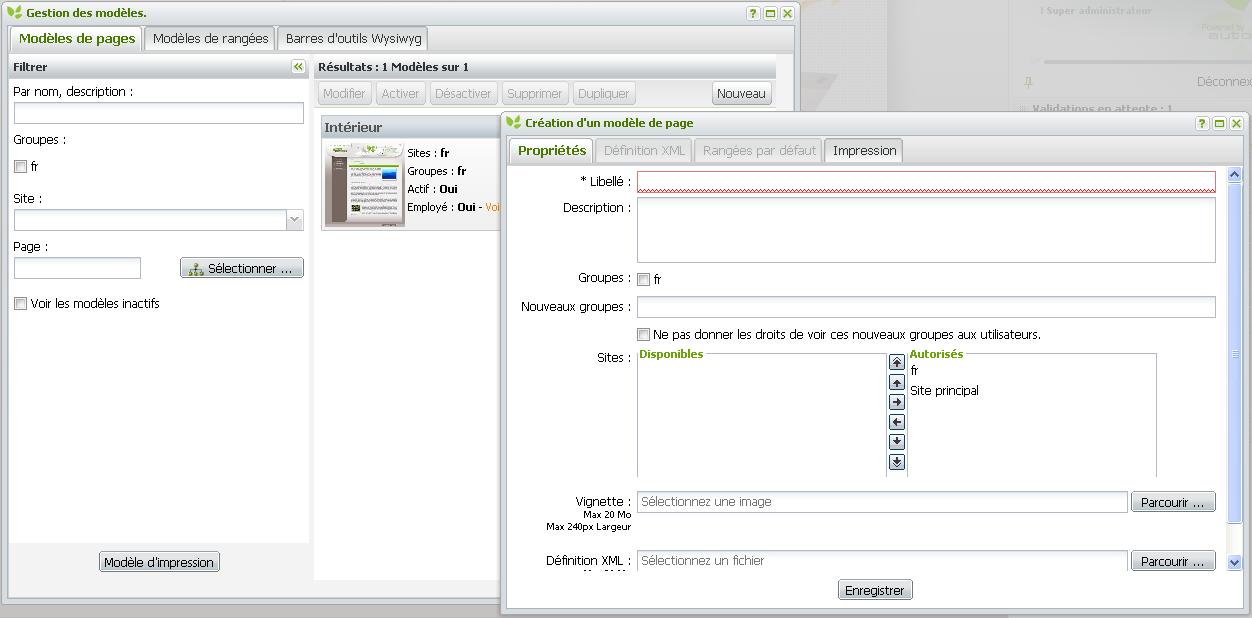 Gestion des modèles.
Modèles de pages
Modèles de rangées
Barres d'outils Wysiwyg
Filtrer
Par nom, description :
Groupes :
fr
Site :
Page :
Sélectionner ...
Voir les modèles inactifs
Modèle d'impression
Résultats : 1 Modèles sur 1
Modifier
Activer
Désactiver
Supprimer
Dupliquer
Nouveau
Intérieur
Sites : fr
Groupes : fr
Actif : Oui
Employé : Oui - Voi
Super administrateur
Powered by
auto
Déconnex
Validations en attente : 1
Création d'un modèle de page
Propriétés
Définition XML
Rangées par défaut
Impression
* Libellé :
Description :
Groupes : fr
Nouveaux groupes :
Ne pas donner les droits de voir ces nouveaux groupes aux utilisateurs.
Sites :
Disponibles
Autorisés
fr
Site principal
Vignette :
Max 20 Mo
Max 240px Largeur
Sélectionnez une image
Parcourir ...
Définition XML :
Sélectionnez un fichier
Parcourir ...
Enregistrer